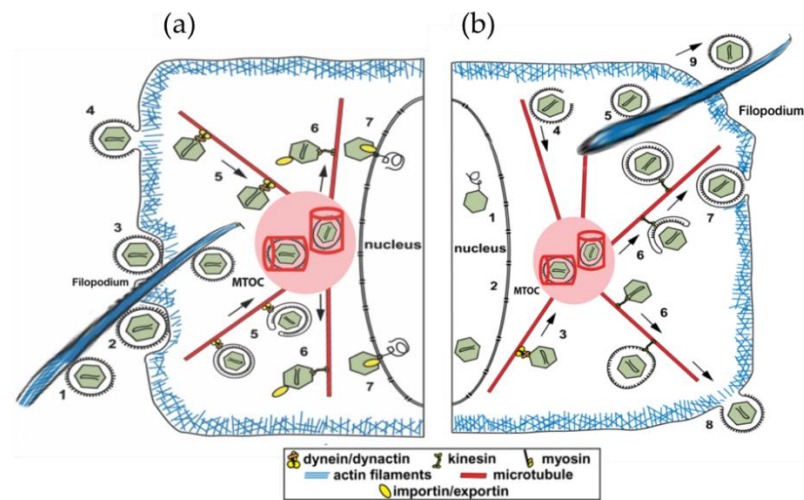 (a)
(b)
4
3
Filopodium
2
1
5
MTOC
5
6
6
7
nucleus
7
nucleus
1
2
MTOC
3
4
5
6
6
7
8
9
Filopodium
dynein/dynactin kinesin myosin
actin filaments microtubule
importin/exportin